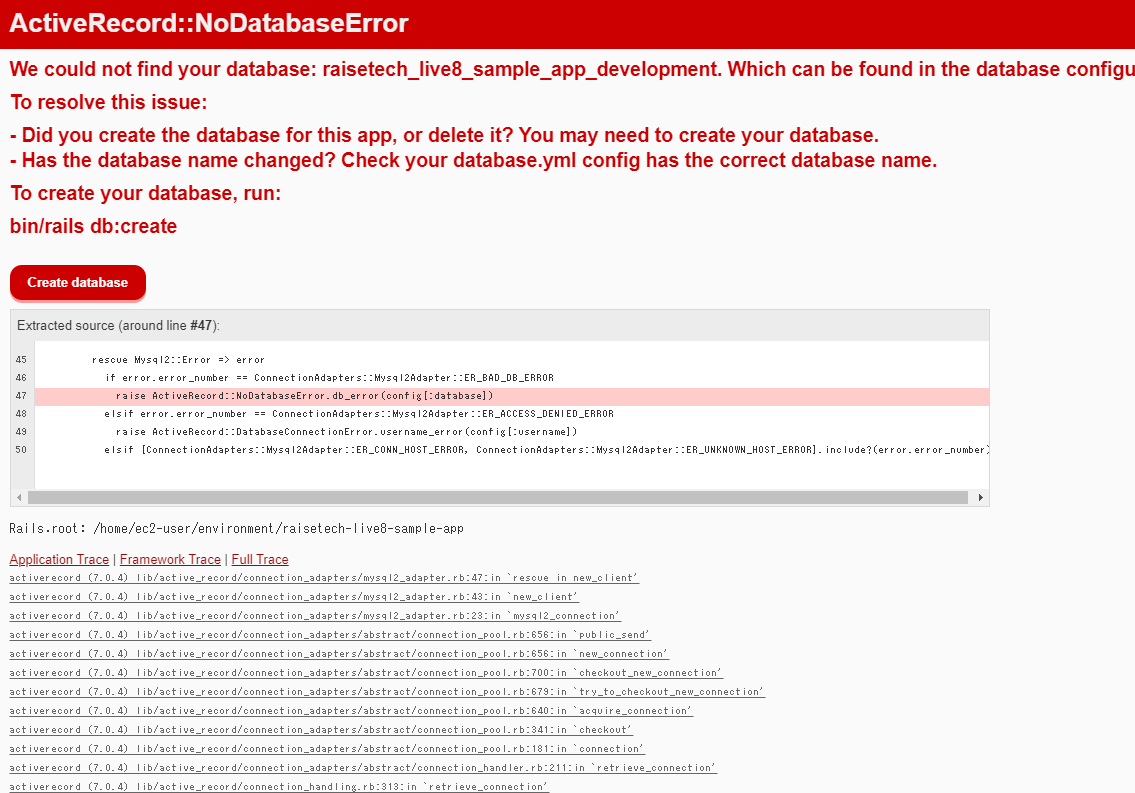 ActiveRecord::NoDatabaseError
We could not find your database: raisetech_live8_sample_app_development. Which can be found in the database configu
To resolve this issue:
- Did you create the database for this app, or delete it? You may need to create your database.
- Has the database name changed? Check your database.yml config has the correct database name.
To create your database, run:
bin/rails db:create
Create database
Extracted source (around line #47):
45 rescue Mysql2::Error => error
46 if error.error_number == ConnectionAdapters::Mysql2Adapter::ER_BAD_DB_ERROR
47 raise ActiveRecord::NoDatabaseError.db_error(config[:database])
48 elsif error.error_number == ConnectionAdapters::Mysql2Adapter::ER_ACCESS_DENIED_ERROR
49 raise ActiveRecord::DatabaseConnectionError.username_error(config[:username])
50 elsif [ConnectionAdapters::Mysql2Adapter::ER_CONN_HOST_ERROR, ConnectionAdapters::Mysql2Adapter::ER_UNKNOWN_HOST_ERROR].include?(error.error_number)
Rails.root: /home/ec2-user/environment/raisetech-live8-sample-app
Application Trace | Framework Trace | Full Trace
activerecord (7.0.4) lib/active_record/connection_adapters/mysql2_adapter.rb:47:in `rescue in new_client'
activerecord (7.0.4) lib/active_record/connection_adapters/mysql2_adapter.rb:43:in `new_client'
activerecord (7.0.4) lib/active_record/connection_adapters/mysql2_adapter.rb:23:in `mysql2_connection'
activerecord (7.0.4) lib/active_record/connection_adapters/abstract/connection_pool.rb:656:in `public_send'
activerecord (7.0.4) lib/active_record/connection_adapters/abstract/connection_pool.rb:656:in `new_connection'
activerecord (7.0.4) lib/active_record/connection_adapters/abstract/connection_pool.rb:700:in `checkout_new_connection'
activerecord (7.0.4) lib/active_record/connection_adapters/abstract/connection_pool.rb:679:in `try_to_checkout_new_connection'
activerecord (7.0.4) lib/active_record/connection_adapters/abstract/connection_pool.rb:640:in `acquire_connection'
activerecord (7.0.4) lib/active_record/connection_adapters/abstract/connection_pool.rb:341:in `checkout'
activerecord (7.0.4) lib/active_record/connection_adapters/abstract/connection_pool.rb:181:in `connection'
activerecord (7.0.4) lib/active_record/connection_adapters/abstract/connection_handler.rb:211:in `retrieve_connection'
activerecord (7.0.4) lib/active_record/connection_handling.rb:313:in `retrieve_connection'